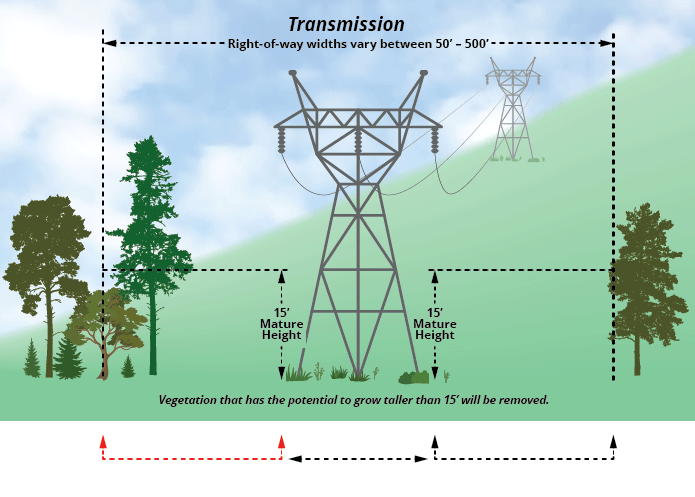 Transmission
Right-of-way widths vary between 50’ – 500’
15’
Mature
Height
15’
Mature
Height
Vegetation that has the potential to grow taller than 15’ will be removed.